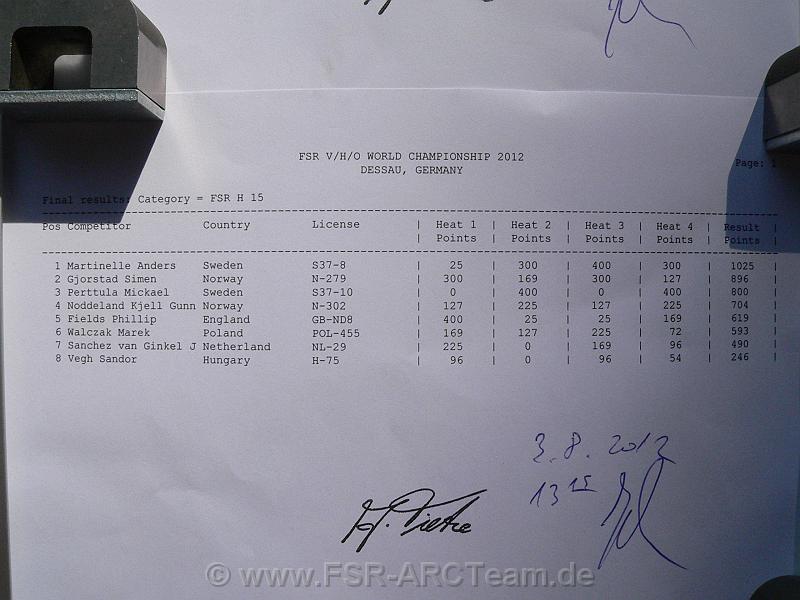 FSR V/H/O WORLD CHAMPIONSHIP 2012
DESSAU, GERMANY
Page: 1
Final results: Category = FSR H 15
Pos Competitor Country License | Heat 1 | Heat 2 | Heat 3 | Heat 4 | Result |
| Points | Points | Points | Points | Points |
1 Martinelle Anders Sweden S37-8 | 25 | 300 | 400 | 300 | 1025 |
2 Gjorstad Simen Norway N-279 | 300 | 169 | 300 | 127 | 896 |
3 Perttula Mickael Sweden S37-10 | 0 | 400 | 0 | 400 | 800 |
4 Noddeland Kjell Gunn Norway N-302 | 127 | 225 | 127 | 225 | 704 |
5 Fields Phillip England GB-ND8 | 400 | 25 | 25 | 169 | 619 |
6 Walczak Marek Poland POL-455 | 169 | 127 | 225 | 72 | 593 |
7 Sanchez van Ginkel J Netherland NL-29 | 225 | 0 | 169 | 96 | 490 |
8 Vegh Sandor Hungary H-75 | 96 | 0 | 96 | 54 | 246 |
3.8.2012
13 15
© www.FSR-ARCTeam.de